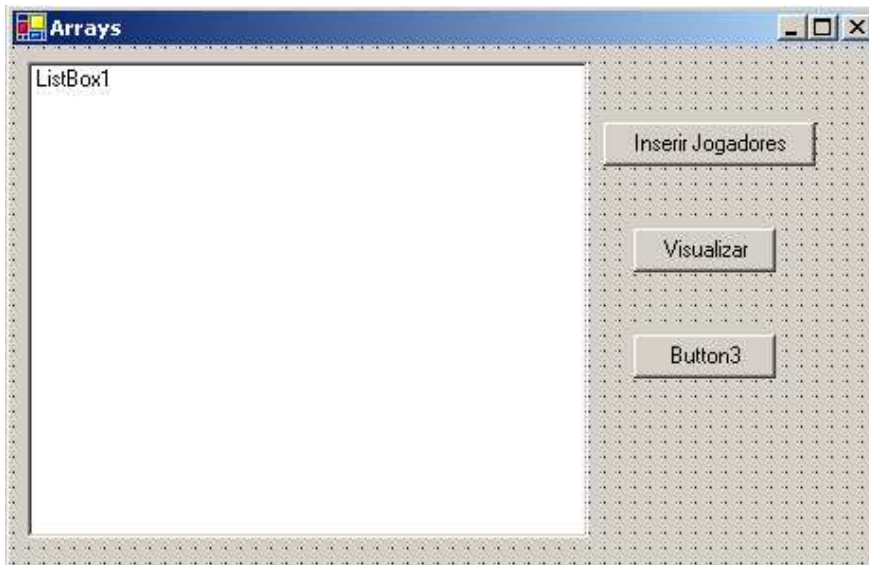 Arrays
ListBox1
Inserir Jogadores
Visualizar
Button3